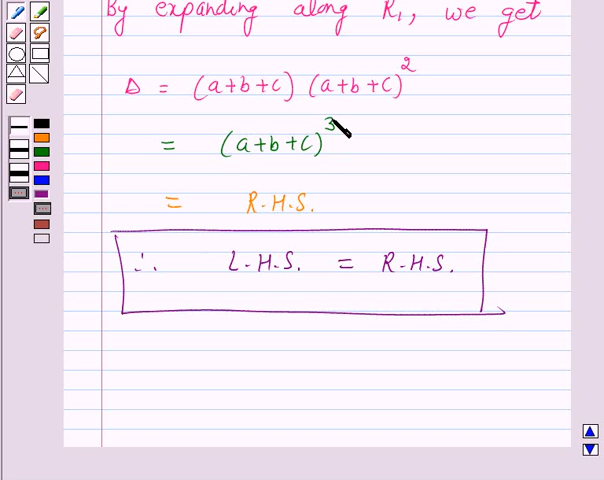 By expanding along R₁, we get
Δ = (a+b+c) (a+b+c)²
= (a+b+c)³
= R.H.S.
∴ L.H.S. = R.H.S.